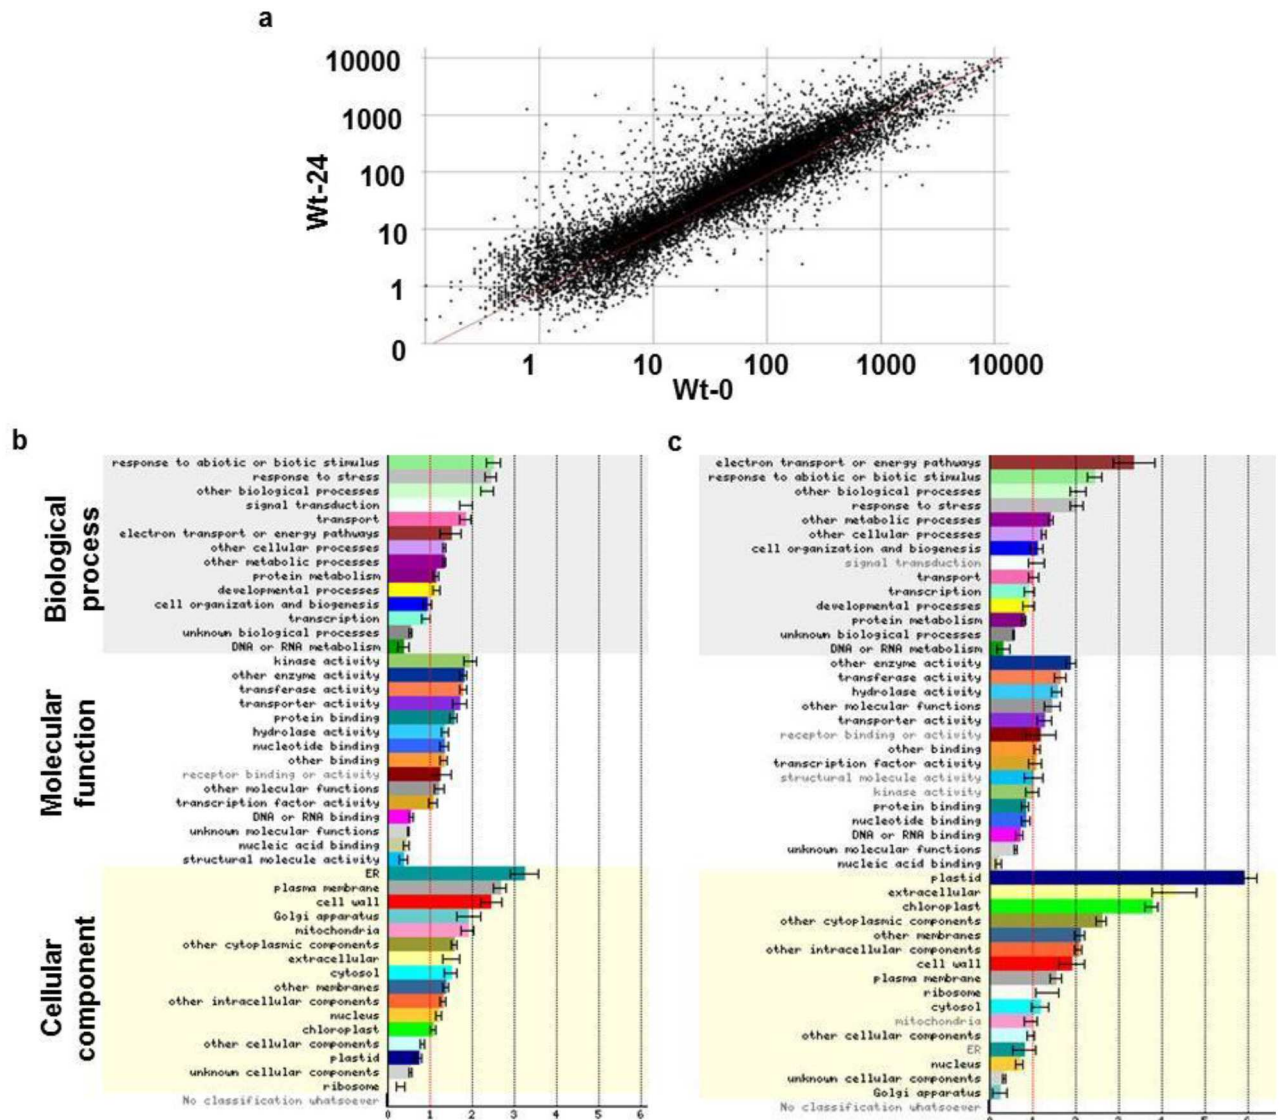 a
10000
1000
100
10
1
0
Wt-24
1
10
100
1000
10000
Wt-0
b
Biological
process
response to abiotic or biotic stimulus
response to stress
other biological processes
signal transduction
transport
electron transport or energy pathways
other cellular processes
other metabolic processes
protein metabolism
developmental processes
cell organization and biogenesis
transcription
unknown biological processes
DNA or RNA metabolism
Molecular
function
kinase activity
other enzyme activity
transferase activity
transporter activity
protein binding
hydrolase activity
nucleotide binding
other binding
receptor binding or activity
other molecular functions
transcription factor activity
DNA or RNA binding
unknown molecular functions
nucleic acid binding
structural molecule activity
Cellular
component
ER
plasma membrane
cell wall
Golgi apparatus
mitochondria
other cytoplasmic components
extracellular
cytosol
other membranes
other intracellular components
nucleus
chloroplast
other cellular components
plastid
unknown cellular components
ribosome
No classification whatsoever
0 1 2 3 4 5 6
c
electron transport or energy pathways
response to abiotic or biotic stimulus
other biological processes
response to stress
other metabolic processes
other cellular processes
cell organization and biogenesis
signal transduction
transport
transcription
developmental processes
protein metabolism
unknown biological processes
DNA or RNA metabolism
other enzyme activity
transferase activity
hydrolase activity
other molecular functions
transporter activity
receptor binding or activity
other binding
transcription factor activity
structural molecule activity
kinase activity
protein binding
nucleotide binding
DNA or RNA binding
unknown molecular functions
nucleic acid binding
plastid
extracellular
chloroplast
other cytoplasmic components
other membranes
other intracellular components
cell wall
plasma membrane
ribosome
cytosol
mitochondria
other cellular components
ER
nucleus
unknown cellular components
Golgi apparatus
No classification whatsoever